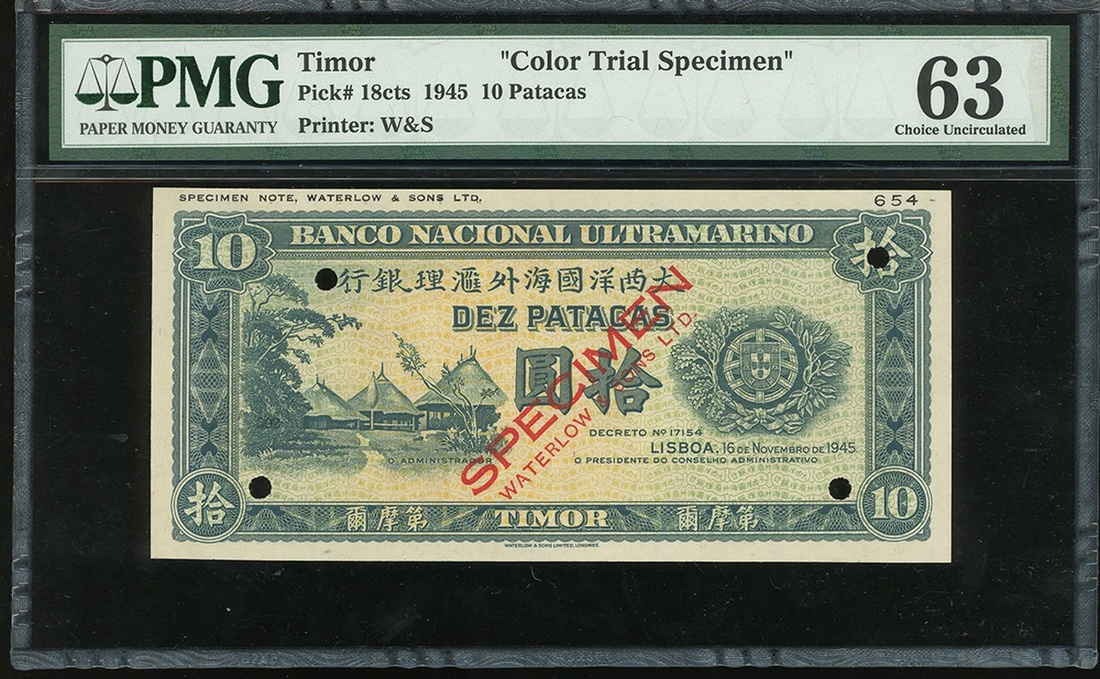 PMG
PAPER MONEY GUARANTY
Timor "Color Trial Specimen"
Pick# 18cts 1945 10 Patacas
Printer: W&S
63
Choice Uncirculated
SPECIMEN NOTE, WATERLOW & SONS LTD. 654
10 BANCO NACIONAL ULTRAMARINO 拾
行銀理滙外海國洋西大
DEZ PATACAS
圓拾
SPECIMEN
WATERLOW & SONS LTD.
DECRETO Nº 17154
LISBOA, 16 DE NOVEMBRO DE 1945.
O ADMINISTRADOR O PRESIDENTE DO CONSELHO ADMINISTRATIVO
拾 爾摩第 TIMOR 爾摩第 10
WATERLOW & SONS LIMITED, LONDRES.